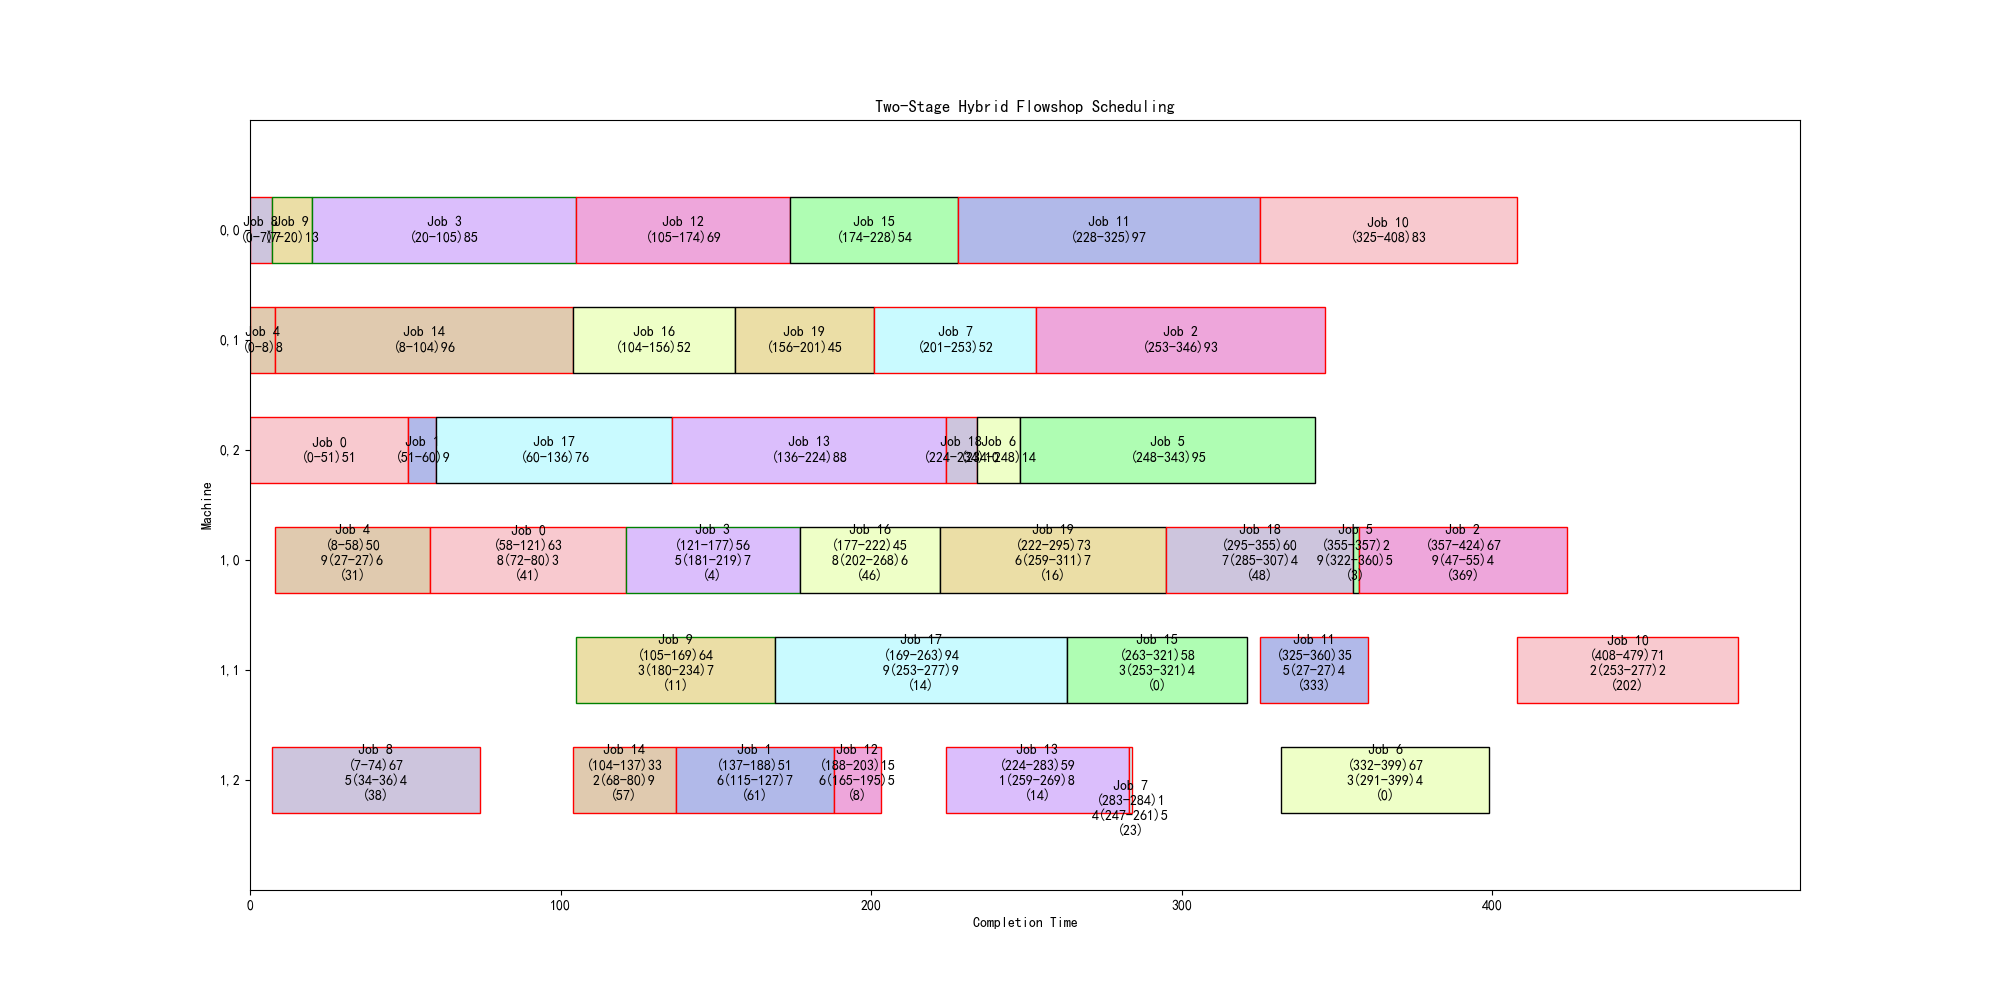 Two-Stage Hybrid Flowshop Scheduling
Machine
0,0
Job 8
(0-7)7
Job 9
(7-20)13
Job 3
(20-105)85
Job 12
(105-174)69
Job 15
(174-228)54
Job 11
(228-325)97
Job 10
(325-408)83
0,1
Job 4
(0-8)8
Job 14
(8-104)96
Job 16
(104-156)52
Job 19
(156-201)45
Job 7
(201-253)52
Job 2
(253-346)93
0,2
Job 0
(0-51)51
Job 1
(51-60)9
Job 17
(60-136)76
Job 13
(136-224)88
Job 18
(224-234)10
Job 6
(234-248)14
Job 5
(248-343)95
1,0
Job 4
(8-58)50
9(27-27)6
(31)
Job 0
(58-121)63
8(72-80)3
(41)
Job 3
(121-177)56
5(181-219)7
(4)
Job 16
(177-222)45
8(202-268)6
(46)
Job 19
(222-295)73
6(259-311)7
(16)
Job 18
(295-355)60
7(285-307)4
(48)
Job 5
(355-357)2
9(322-360)5
(3)
Job 2
(357-424)67
9(47-55)4
(369)
1,1
Job 9
(105-169)64
3(180-234)7
(11)
Job 17
(169-263)94
9(253-277)9
(14)
Job 15
(263-321)58
3(253-321)4
(0)
Job 11
(325-360)35
5(27-27)4
(333)
Job 10
(408-479)71
2(253-277)2
(202)
1,2
Job 8
(7-74)67
5(34-36)4
(38)
Job 14
(104-137)33
2(68-80)9
(57)
Job 1
(137-188)51
6(115-127)7
(61)
Job 12
(188-203)15
6(165-195)5
(8)
Job 13
(224-283)59
1(259-269)8
(14)
Job 7
(283-284)1
4(247-261)5
(23)
Job 6
(332-399)67
3(291-399)4
(0)
0
100
200
300
400
Completion Time